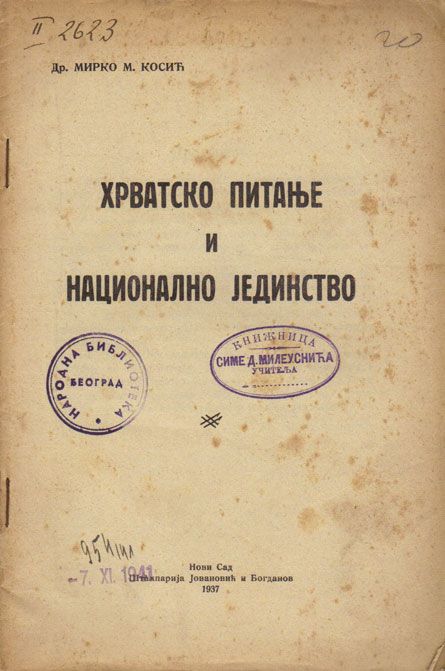 II 2623
20
Др. МИРКО М. КОСИЋ
ХРВАТСКО ПИТАЊЕ
И
НАЦИОНАЛНО ЈЕДИНСТВО
НАРОДНА БИБЛИОТЕКА
БЕОГРАД
КЊИЖНИЦА
СИМЕ Д. МИЛЕУСНИЋА
УЧИТЕЉА
-7. XI. 1941
Нови Сад
Штампарија Јовановић и Богданов
1937